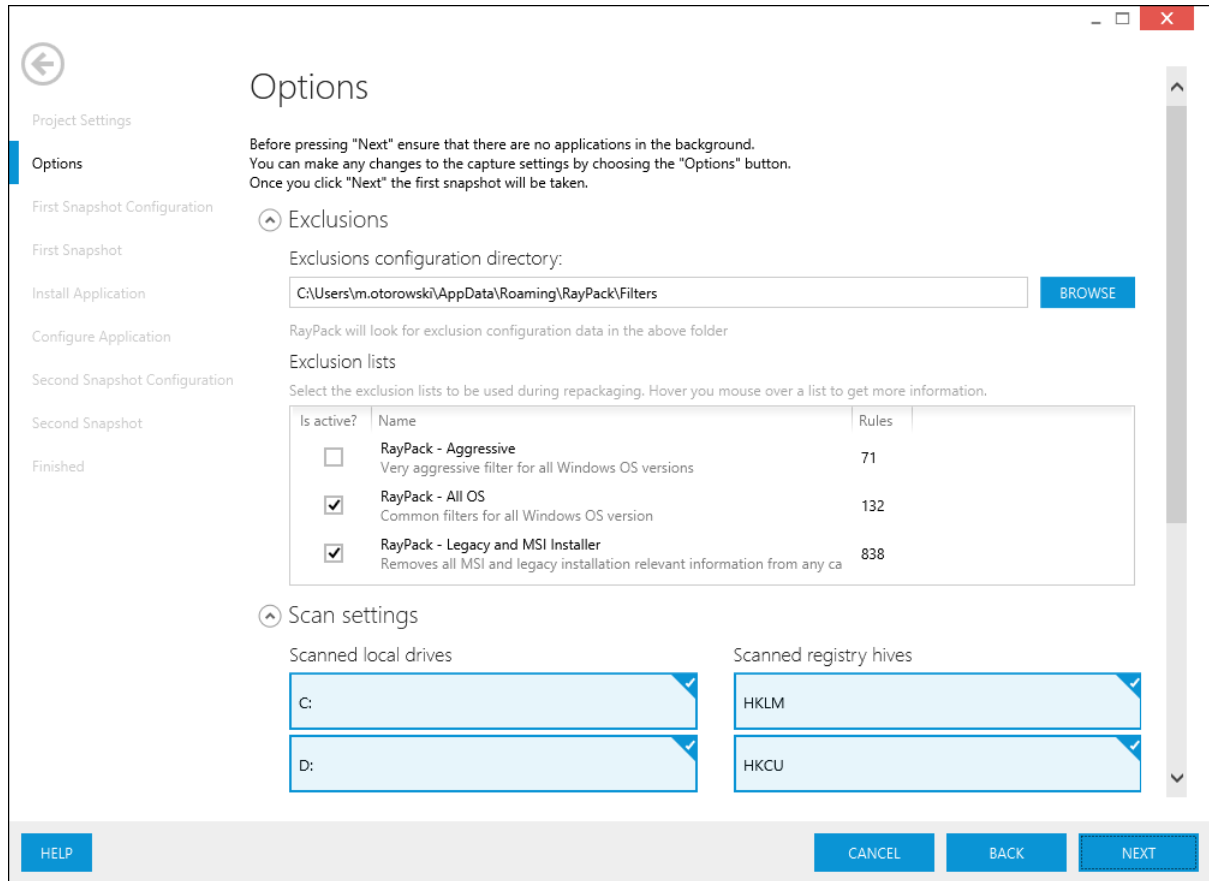 Options
Project Settings
Options
First Snapshot Configuration
First Snapshot
Install Application
Configure Application
Second Snapshot Configuration
Second Snapshot
Finished
Before pressing "Next" ensure that there are no applications in the background.
You can make any changes to the capture settings by choosing the "Options" button.
Once you click "Next" the first snapshot will be taken.
Exclusions
Exclusions configuration directory:
C:\Users\m.otorowski\AppData\Roaming\RayPack\Filters
BROWSE
RayPack will look for exclusion configuration data in the above folder
Exclusion lists
Select the exclusion lists to be used during repackaging. Hover you mouse over a list to get more information.
Is active? Name Rules
RayPack - Aggressive
Very aggressive filter for all Windows OS versions
71
RayPack - All OS
Common filters for all Windows OS version
132
RayPack - Legacy and MSI Installer
Removes all MSI and legacy installation relevant information from any ca
838
Scan settings
Scanned local drives
C:
D:
Scanned registry hives
HKLM
HKCU
HELP
CANCEL
BACK
NEXT